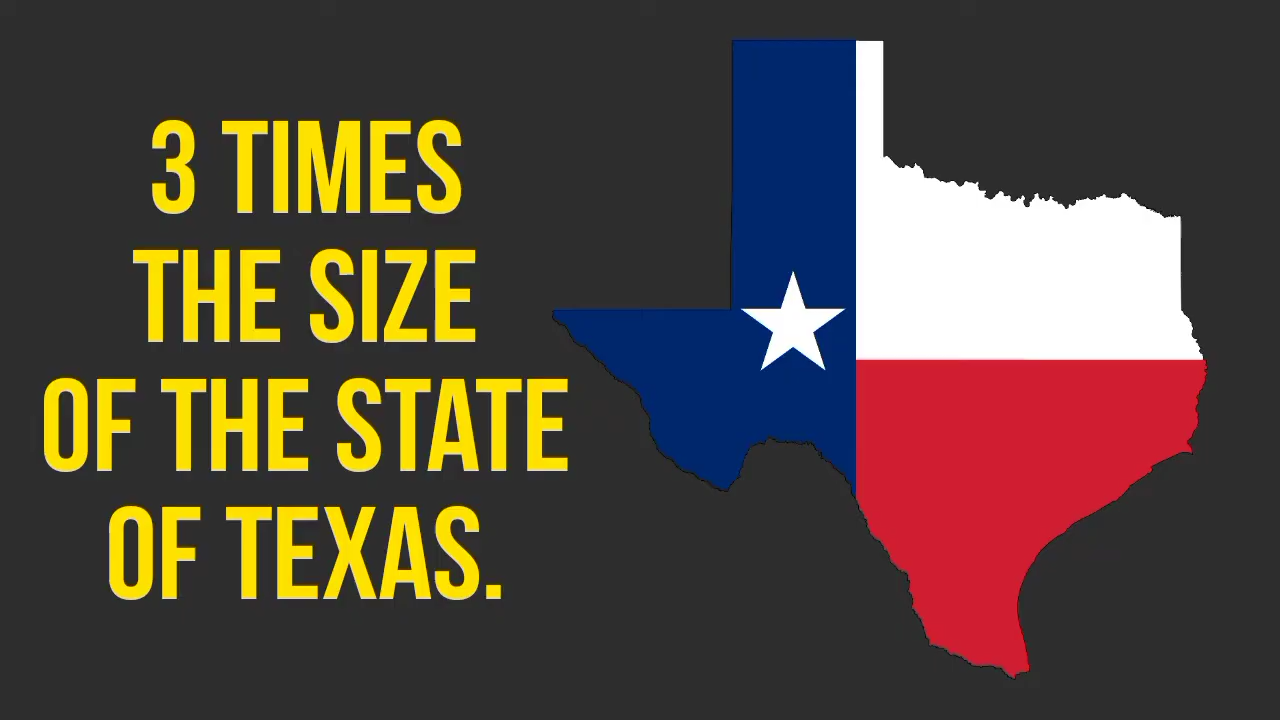 3 TIMES
THE SIZE
OF THE STATE
OF TEXAS.